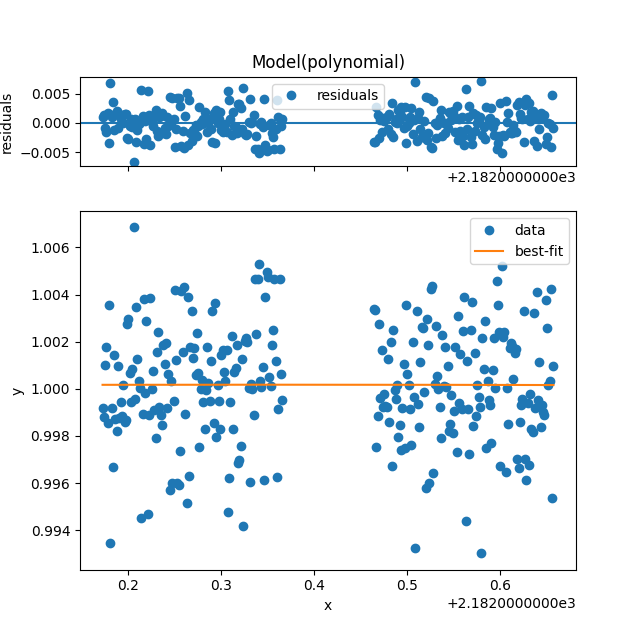 Model(polynomial)
residuals
0.005
0.000
−0.005
residuals
+2.1820000000e3
y
1.006
1.004
1.002
1.000
0.998
0.996
0.994
data
best-fit
0.2 0.3 0.4 0.5 0.6
x
+2.1820000000e3